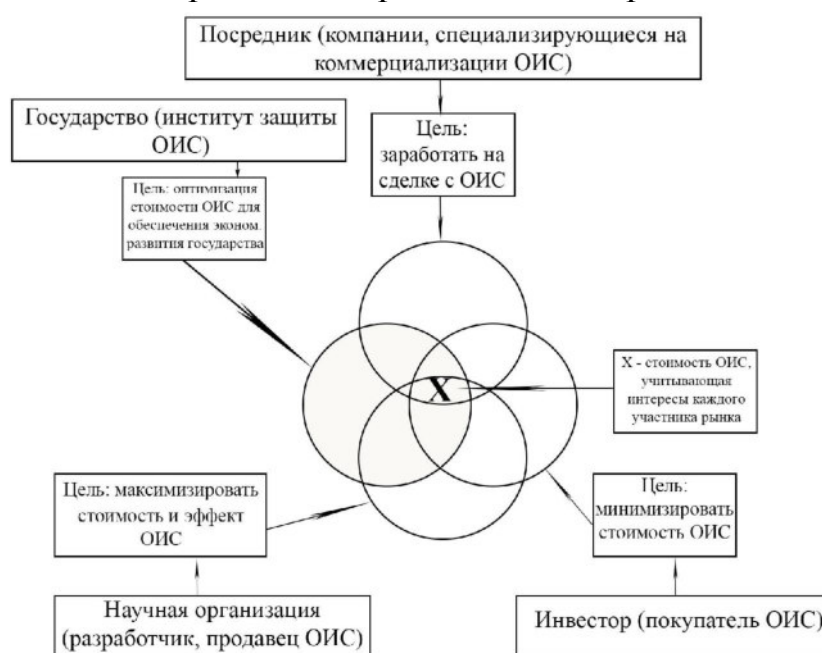 Посредник (компании, специализирующиеся на
коммерциализации ОИС)
Государство (институт защиты
ОИС)
Цель:
заработать на
сделке с ОИС
Цель: оптимизация
стоимости ОИС для
обеспечения эконом.
развития государства
X
X - стоимость ОИС,
учитывающая
интересы каждого
участника рынка
Цель: максимизировать
стоимость и эффект
ОИС
Цель:
минимизировать
стоимость ОИС
Научная организация
(разработчик, продавец ОИС)
Инвестор (покупатель ОИС)